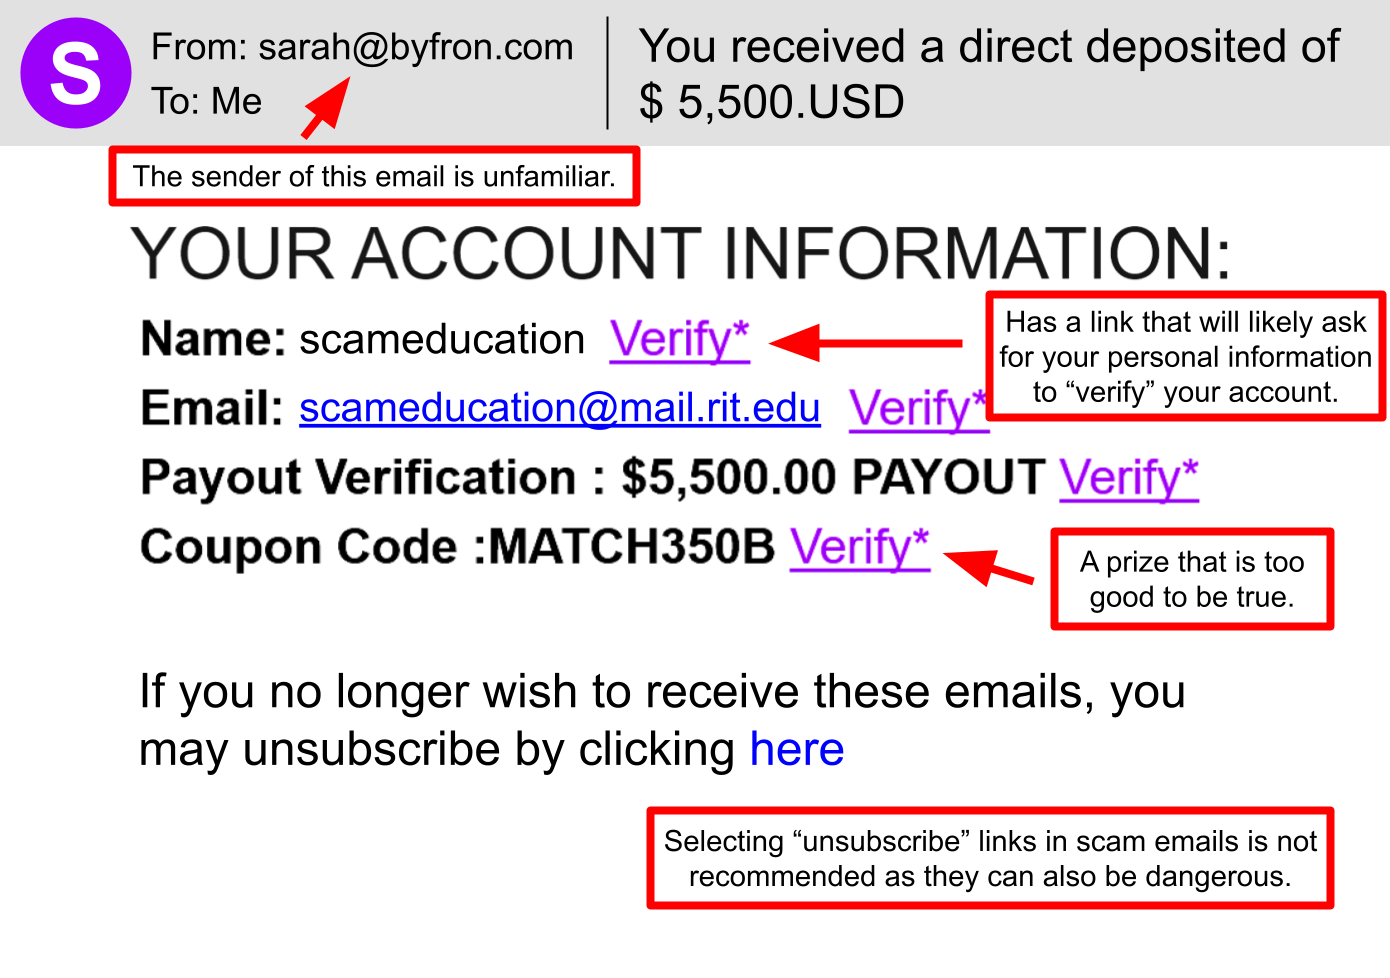 S
From: sarah@byfron.com
To: Me
You received a direct deposited of
$ 5,500.USD
The sender of this email is unfamiliar.
YOUR ACCOUNT INFORMATION:
Name: scameducation Verify*
Has a link that will likely ask
for your personal information
to “verify” your account.
Email: scameducation@mail.rit.edu Verify*
Payout Verification : $5,500.00 PAYOUT Verify*
Coupon Code :MATCH350B Verify*
A prize that is too
good to be true.
If you no longer wish to receive these emails, you
may unsubscribe by clicking here
Selecting “unsubscribe” links in scam emails is not
recommended as they can also be dangerous.